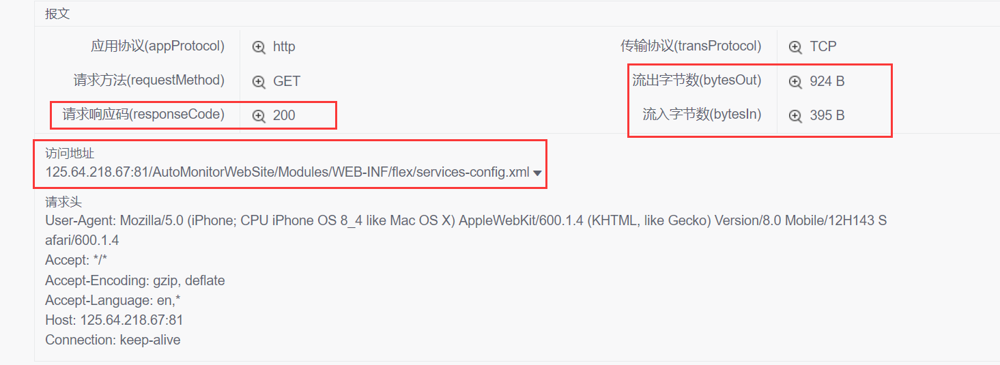 报文
应用协议(appProtocol) http 传输协议(transProtocol) TCP
请求方法(requestMethod) GET 流出字节数(bytesOut) 924 B
请求响应码(responseCode) 200 流入字节数(bytesIn) 395 B
访问地址
125.64.218.67:81/AutoMonitorWebSite/Modules/WEB-INF/flex/services-config.xml
请求头
User-Agent: Mozilla/5.0 (iPhone; CPU iPhone OS 8_4 like Mac OS X) AppleWebKit/600.1.4 (KHTML, like Gecko) Version/8.0 Mobile/12H143 S
afari/600.1.4
Accept: */*
Accept-Encoding: gzip, deflate
Accept-Language: en,*
Host: 125.64.218.67:81
Connection: keep-alive